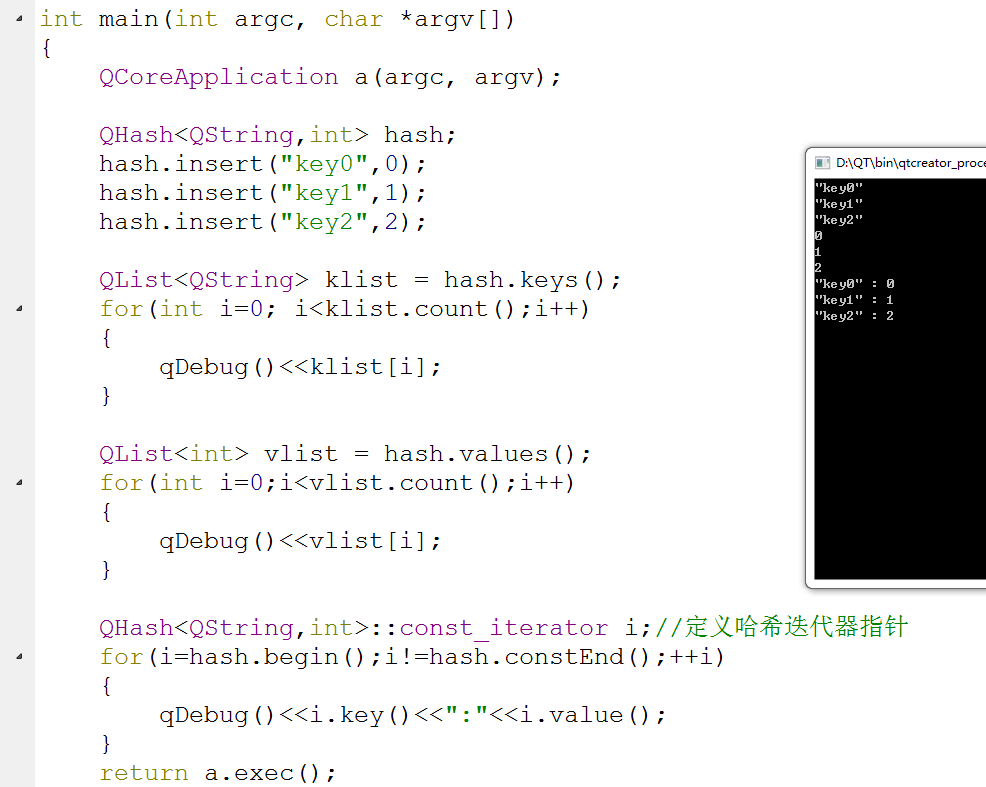 int main(int argc, char *argv[])
{
    QCoreApplication a(argc, argv);

    QHash<QString,int> hash;
    hash.insert("key0",0);
    hash.insert("key1",1);
    hash.insert("key2",2);

    QList<QString> klist = hash.keys();
    for(int i=0; i<klist.count();i++)
    {
        qDebug()<<klist[i];
    }

    QList<int> vlist = hash.values();
    for(int i=0;i<vlist.count();i++)
    {
        qDebug()<<vlist[i];
    }

    QHash<QString,int>::const_iterator i;//定义哈希迭代器指针
    for(i=hash.begin();i!=hash.constEnd();++i)
    {
        qDebug()<<i.key()<<":"<<i.value();
    }
    return a.exec();
D:\QT\bin\qtcreator_proce
"key0"
"key1"
"key2"
0
1
2
"key0" : 0
"key1" : 1
"key2" : 2